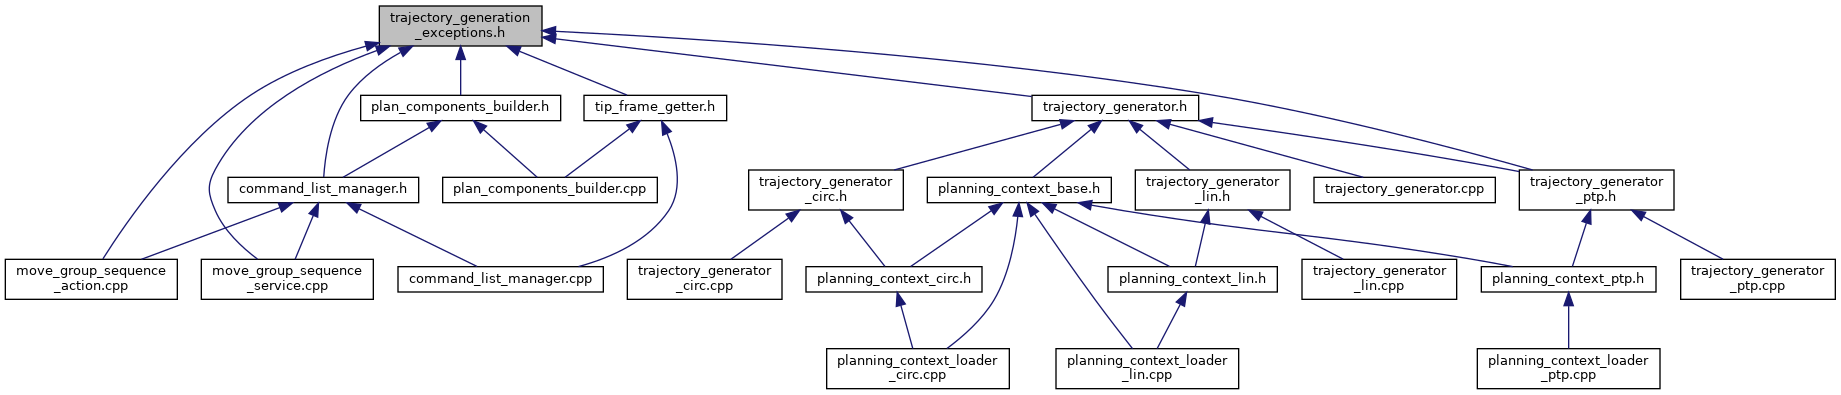 trajectory_generation
_exceptions.h
plan_components_builder.h
tip_frame_getter.h
trajectory_generator.h
command_list_manager.h
plan_components_builder.cpp
trajectory_generator
_circ.h
planning_context_base.h
trajectory_generator
_lin.h
trajectory_generator.cpp
trajectory_generator
_ptp.h
move_group_sequence
_action.cpp
move_group_sequence
_service.cpp
command_list_manager.cpp
trajectory_generator
_circ.cpp
planning_context_circ.h
planning_context_lin.h
trajectory_generator
_lin.cpp
planning_context_ptp.h
trajectory_generator
_ptp.cpp
planning_context_loader
_circ.cpp
planning_context_loader
_lin.cpp
planning_context_loader
_ptp.cpp